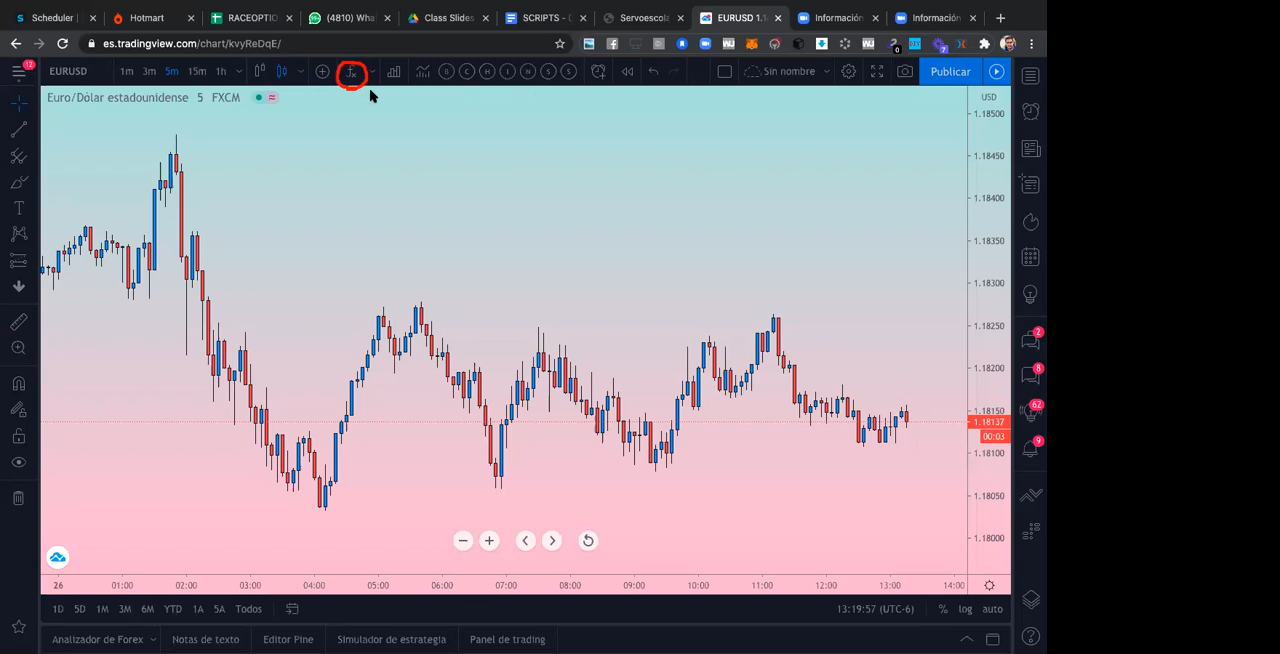 Scheduler
Hotmart
RACEOPTIO
(4810) Wha
Class Slides
SCRIPTS - (
Servoescola
EURUSD 1.1
Información
Información
es.tradingview.com/chart/kvyReDqE/
12
EURUSD
1m 3m 5m 15m 1h
B C H I N S S
Sin nombre
Publicar
Euro/Dólar estadounidense 5 FXCM
USD
1.18500
1.18450
1.18400
1.18350
1.18300
1.18250
1.18200
1.18150
1.18137
00:03
1.18100
1.18050
1.18000
2
8
62
9
26 01:00 02:00 03:00 04:00 05:00 06:00 07:00 08:00 09:00 10:00 11:00 12:00 13:00 14:00
1D 5D 1M 3M 6M YTD 1A 5A Todos
13:19:57 (UTC-6) % log auto
Analizador de Forex
Notas de texto
Editor Pine
Simulador de estrategia
Panel de trading